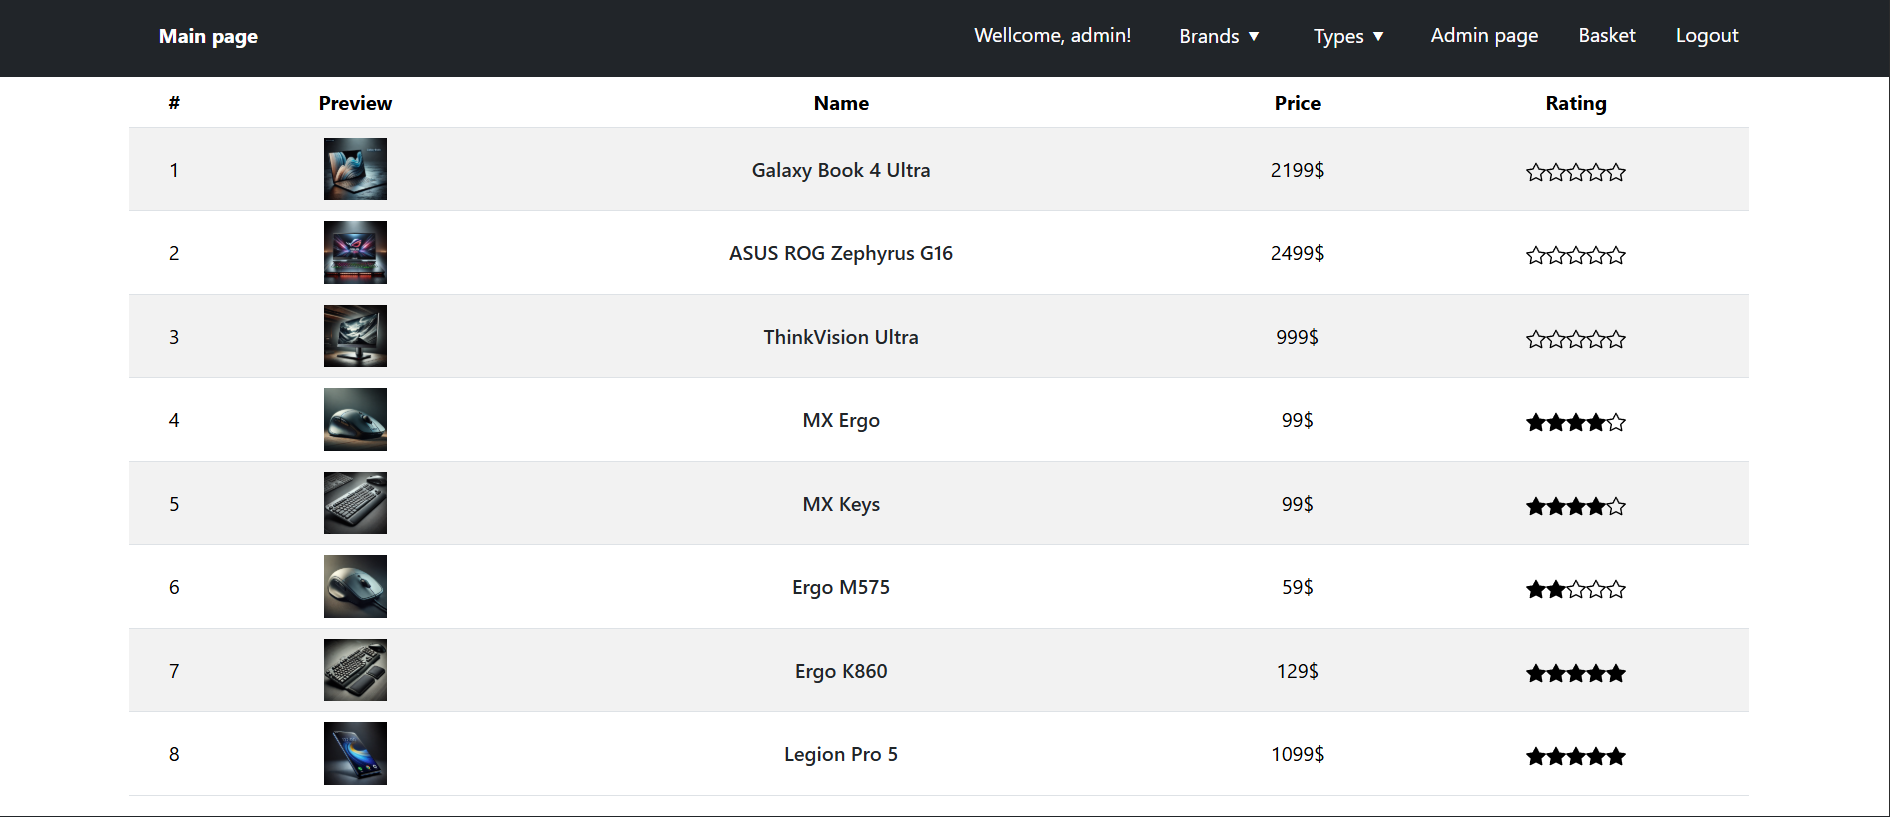 Main page Wellcome, admin! Brands ▼ Types ▼ Admin page Basket Logout
# Preview Name Price Rating
1 Galaxy Book 4 Ultra 2199$ ☆☆☆☆☆
2 ASUS ROG Zephyrus G16 2499$ ☆☆☆☆☆
3 ThinkVision Ultra 999$ ☆☆☆☆☆
4 MX Ergo 99$ ★★★★☆
5 MX Keys 99$ ★★★★☆
6 Ergo M575 59$ ★★☆☆☆
7 Ergo K860 129$ ★★★★★
8 Legion Pro 5 1099$ ★★★★★